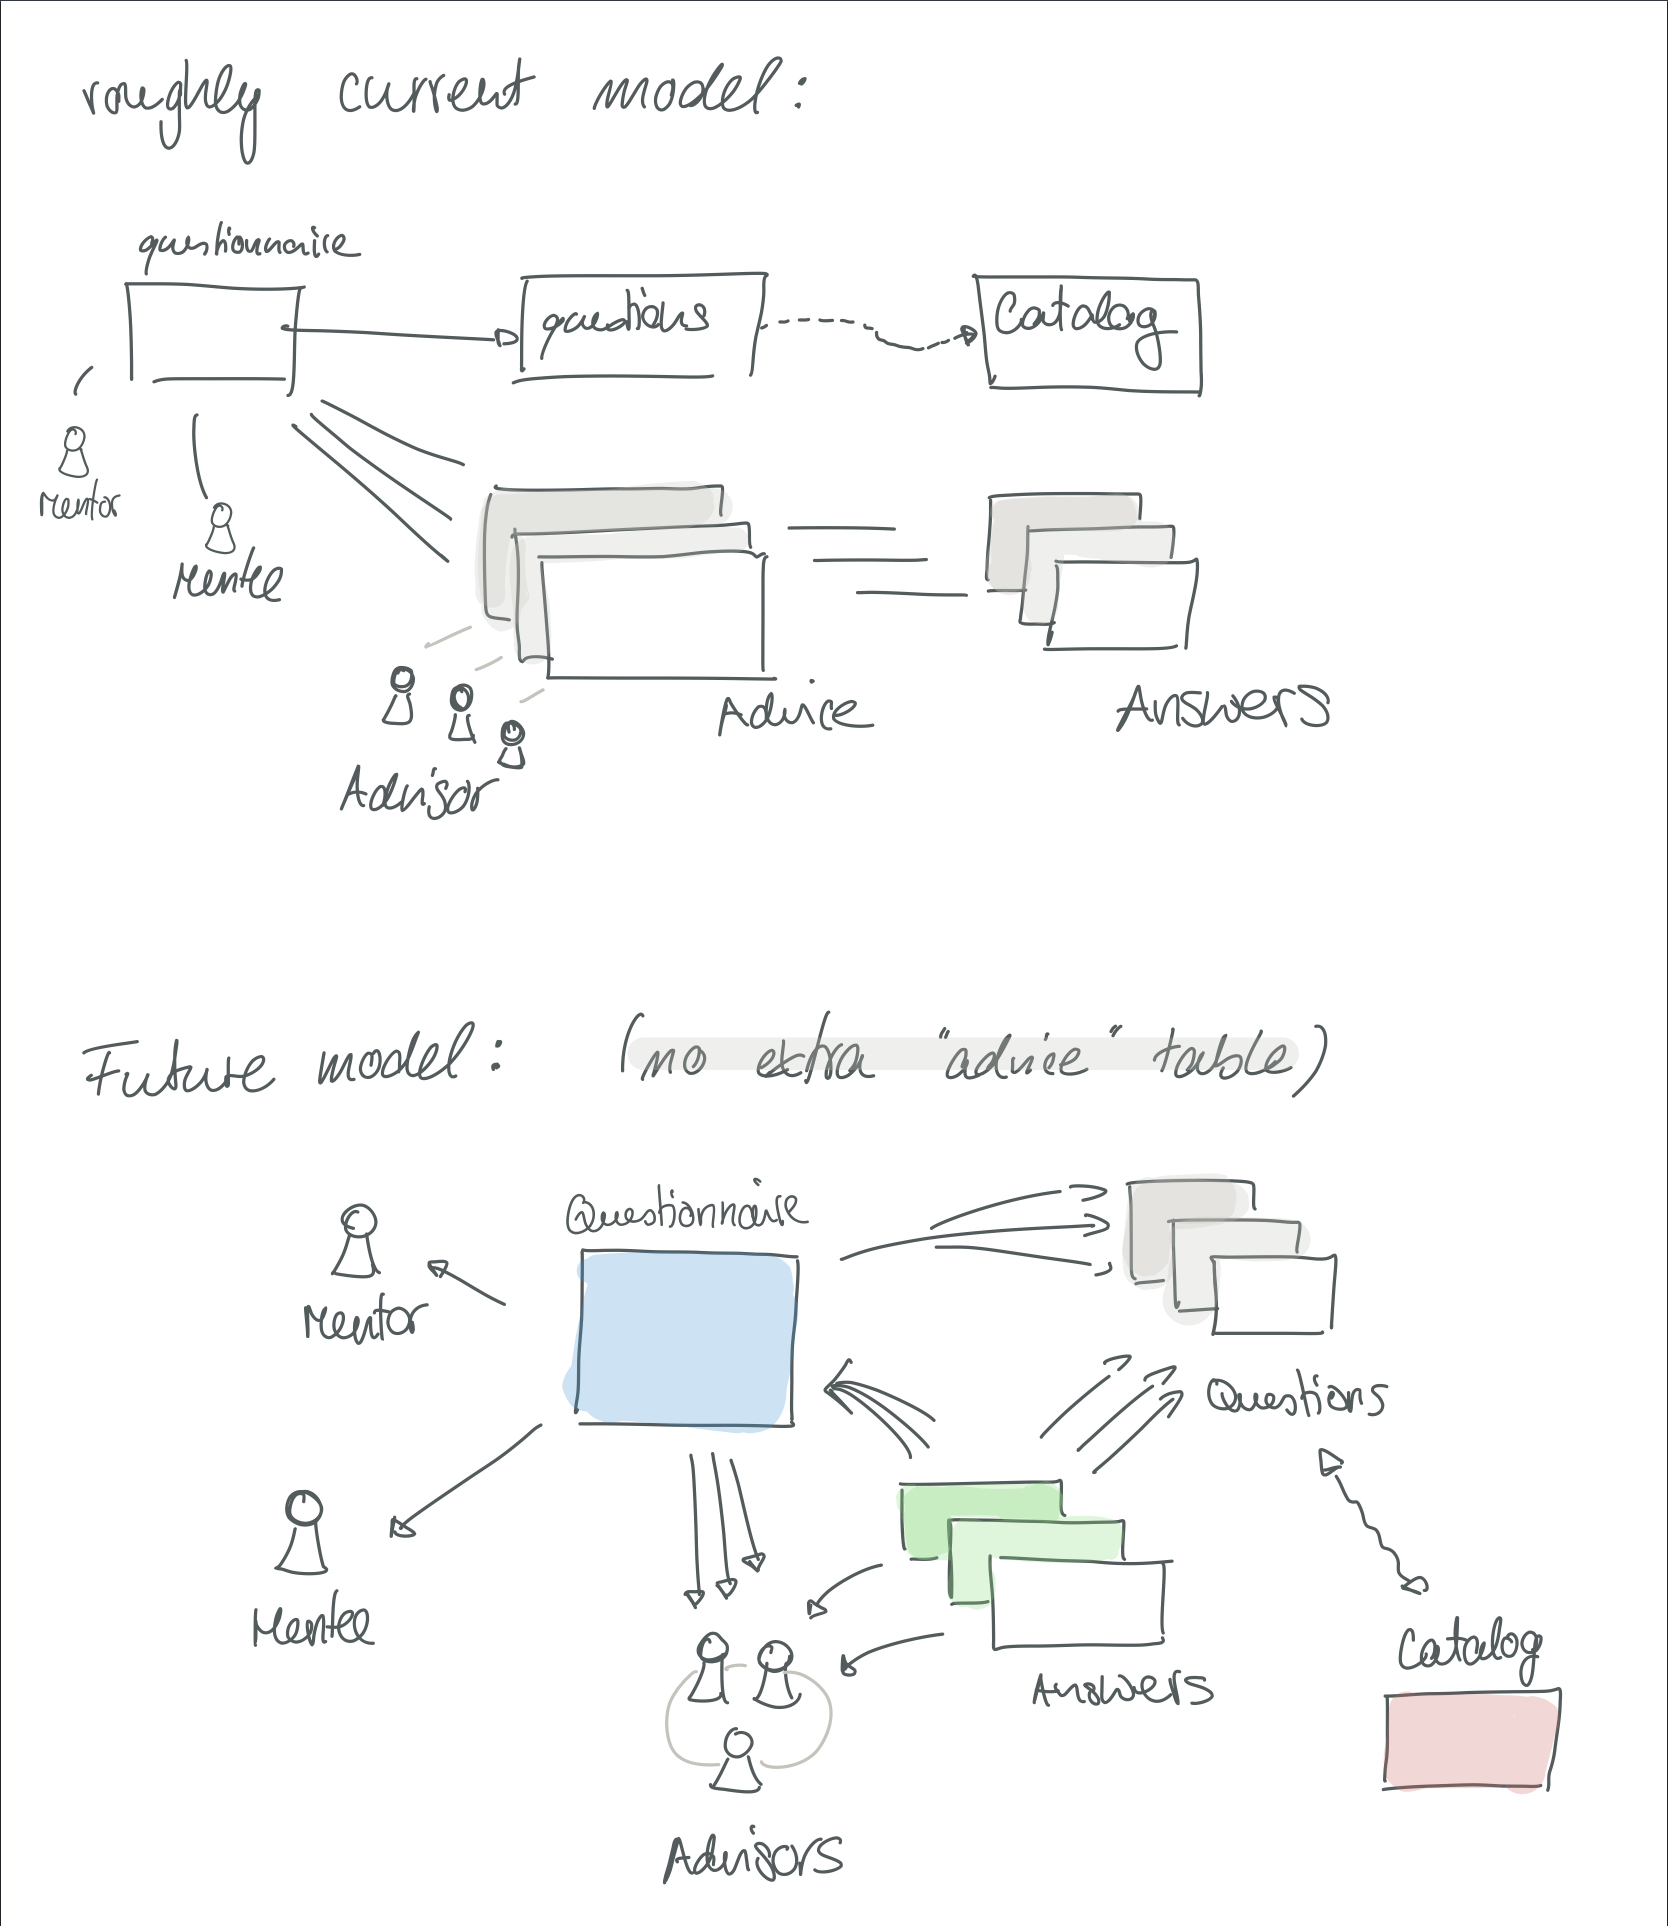 roughly current model:
questionnaire
questions
Catalog
Mentor
Mentee
Advice
Answers
Advisor
Future model: (no extra "advice" table)
Questionnaire
Mentor
Questions
Mentee
Catalog
Answers
Advisors